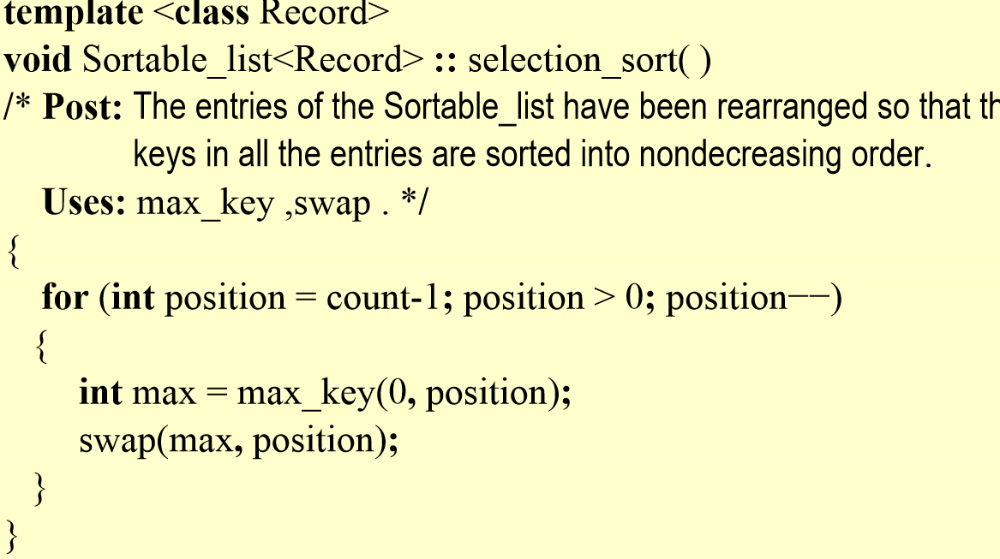 template <class Record>
void Sortable_list<Record> :: selection_sort( )
/* Post: The entries of the Sortable_list have been rearranged so that
keys in all the entries are sorted into nondecreasing order.
Uses: max_key ,swap . */
{
for (int position = count-1; position > 0; position−−)
{
int max = max_key(0, position);
swap(max, position);
}
}